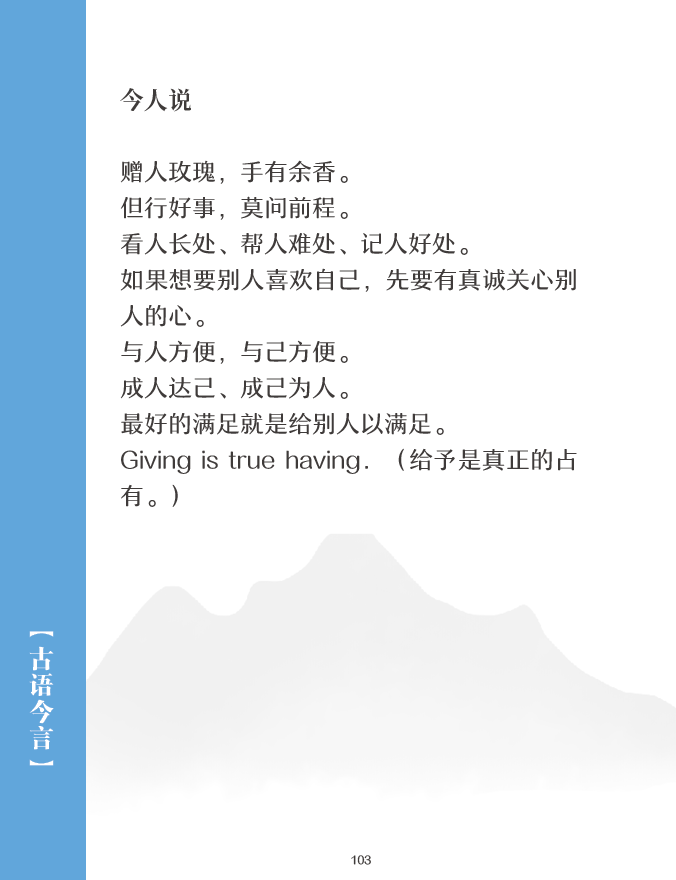 今人说
赠人玫瑰，手有余香。
但行好事，莫问前程。
看人长处、帮人难处、记人好处。
如果想要别人喜欢自己，先要有真诚关心别
人的心。
与人方便，与己方便。
成人达己、成己为人。
最好的满足就是给别人以满足。
Giving is true having. （给予是真正的占
有。）
【古语今言】
103